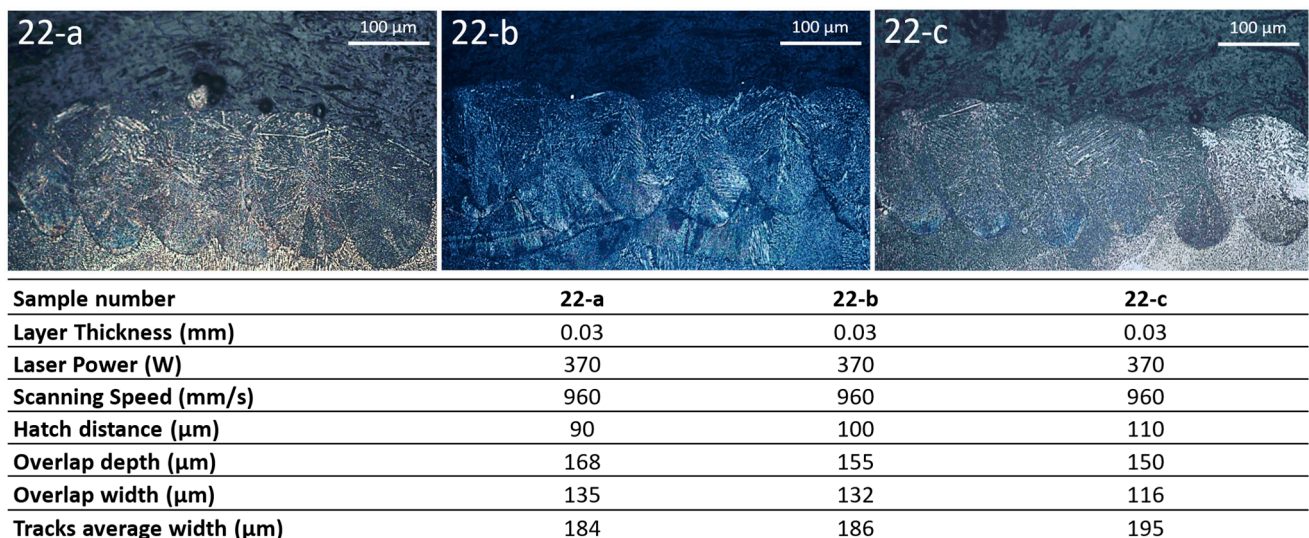 22-a 100 µm 22-b 100 µm 22-c 100 µm
Sample number 22-a 22-b 22-c
Layer Thickness (mm) 0.03 0.03 0.03
Laser Power (W) 370 370 370
Scanning Speed (mm/s) 960 960 960
Hatch distance (µm) 90 100 110
Overlap depth (µm) 168 155 150
Overlap width (µm) 135 132 116
Tracks average width (µm) 184 186 195